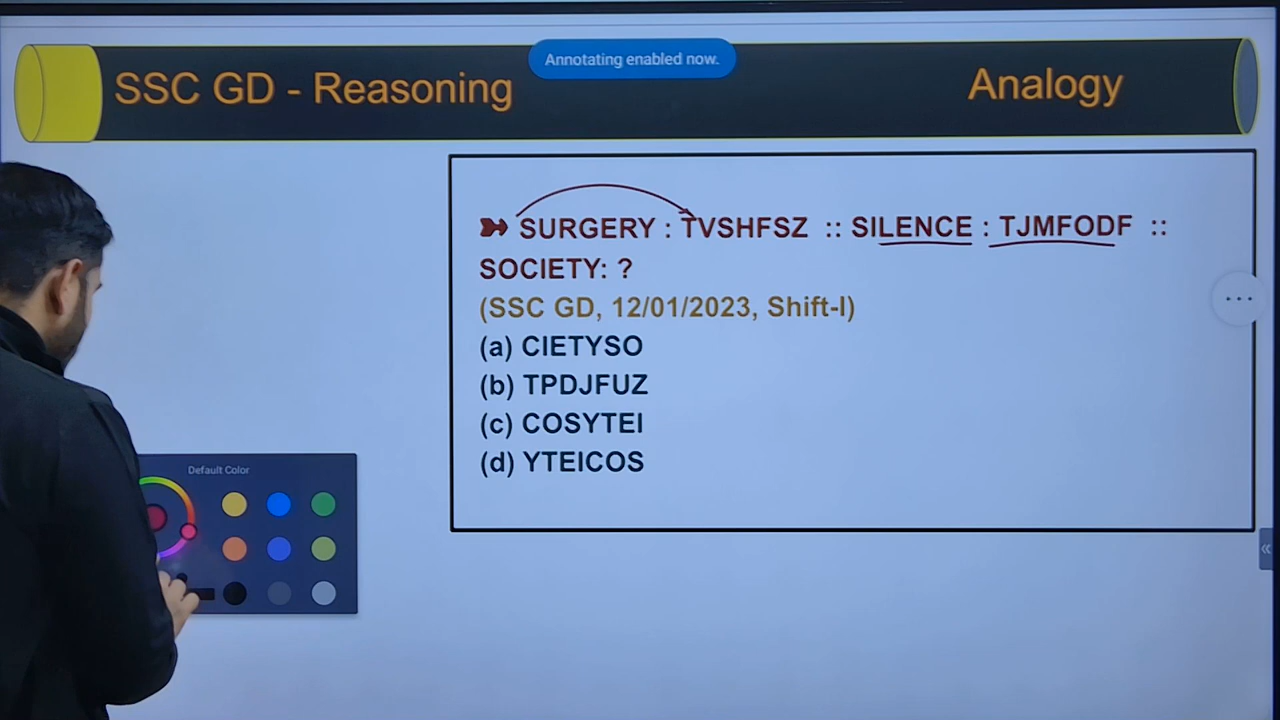 Annotating enabled now.
SSC GD - Reasoning
Analogy
SURGERY : TVSHFSZ :: SILENCE : TJMFODF ::
SOCIETY: ?
(SSC GD, 12/01/2023, Shift-I)
(a) CIETYSO
(b) TPDJFUZ
(c) COSYTEI
(d) YTEICOS
Default Color